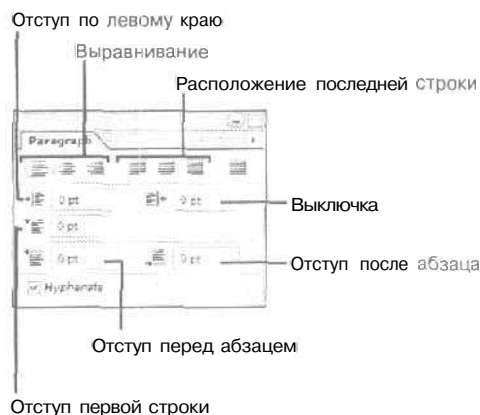 Отступ по левому краю
Выравнивание
Расположение последней строки
Paragraph
0 pt 0 pt
Выключка
0 pt
0 pt 0 pt
Отступ после абзаца
Hyphenate
Отступ перед абзацем
Отступ первой строки